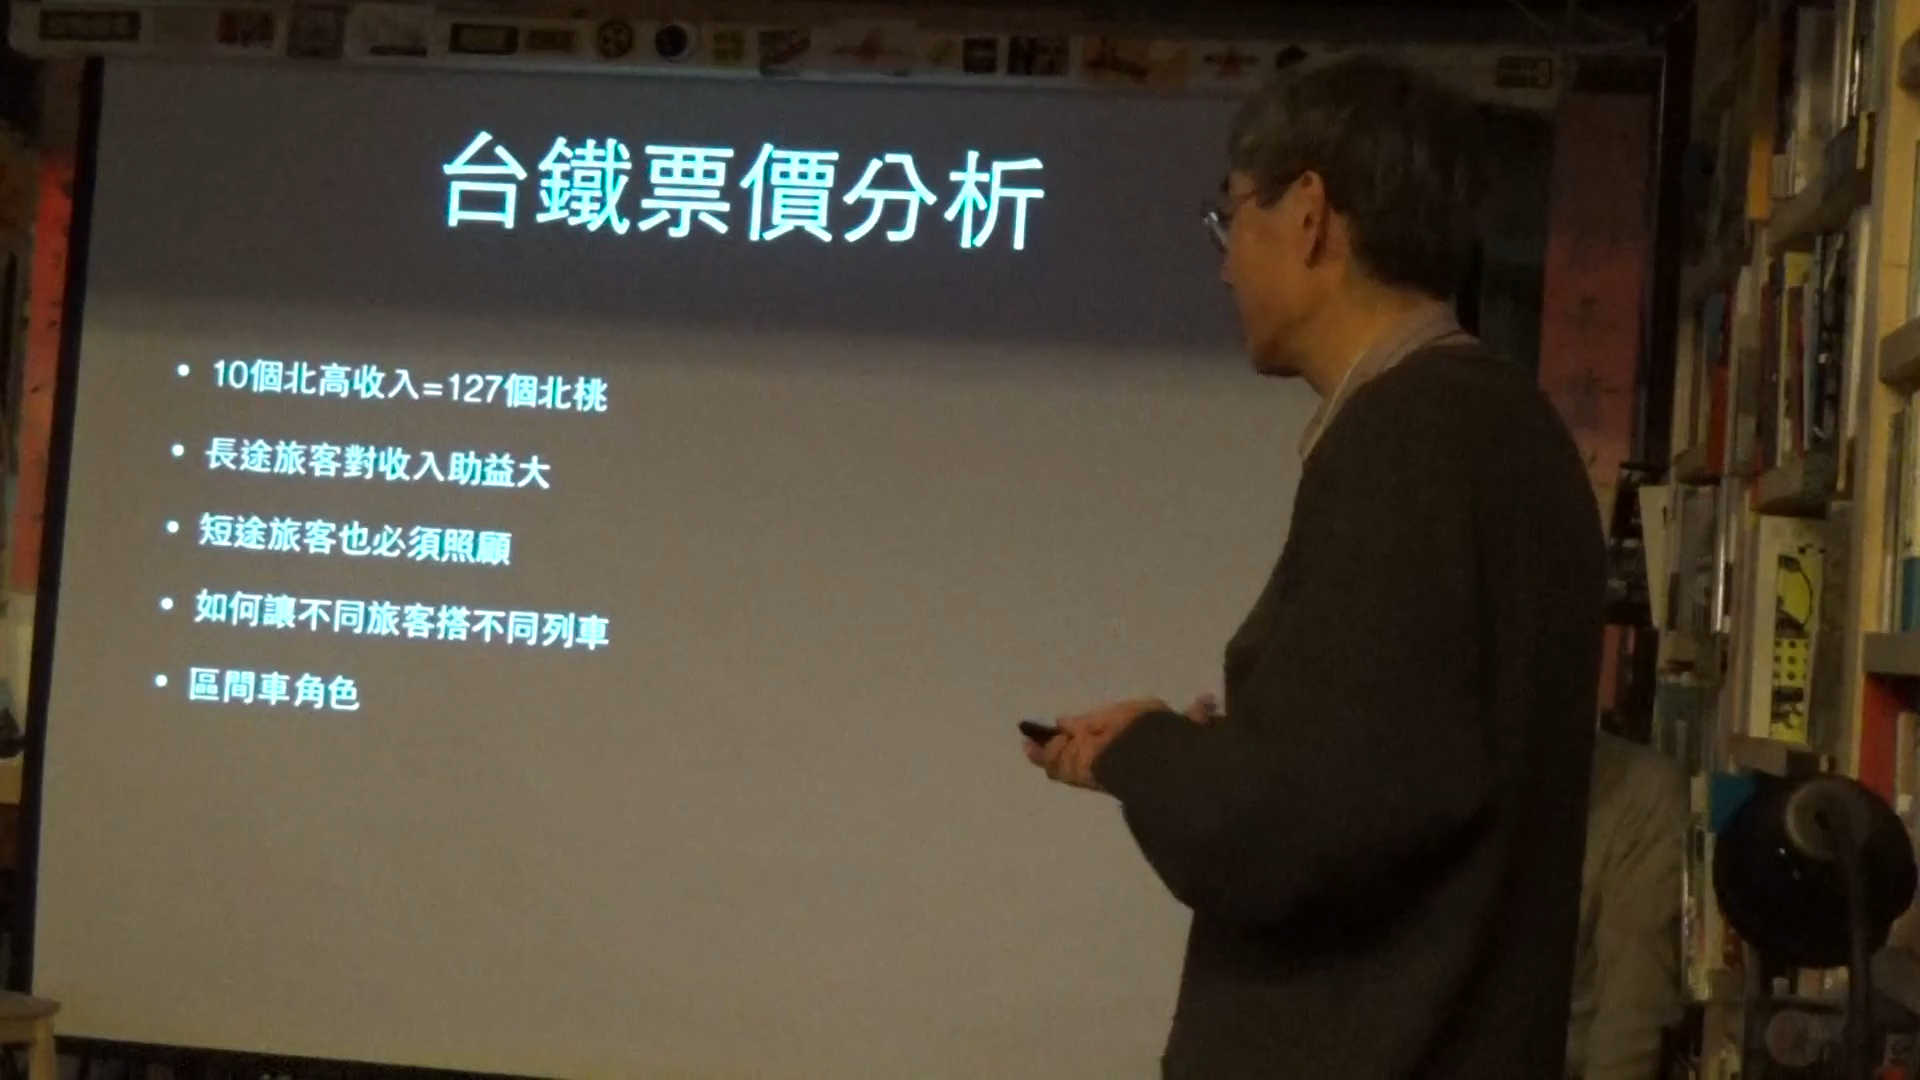 台鐵票價分析
• 10個北高收入=127個北桃
• 長途旅客對收入助益大
• 短途旅客也必須照顧
• 如何讓不同旅客搭不同列車
• 區間車角色